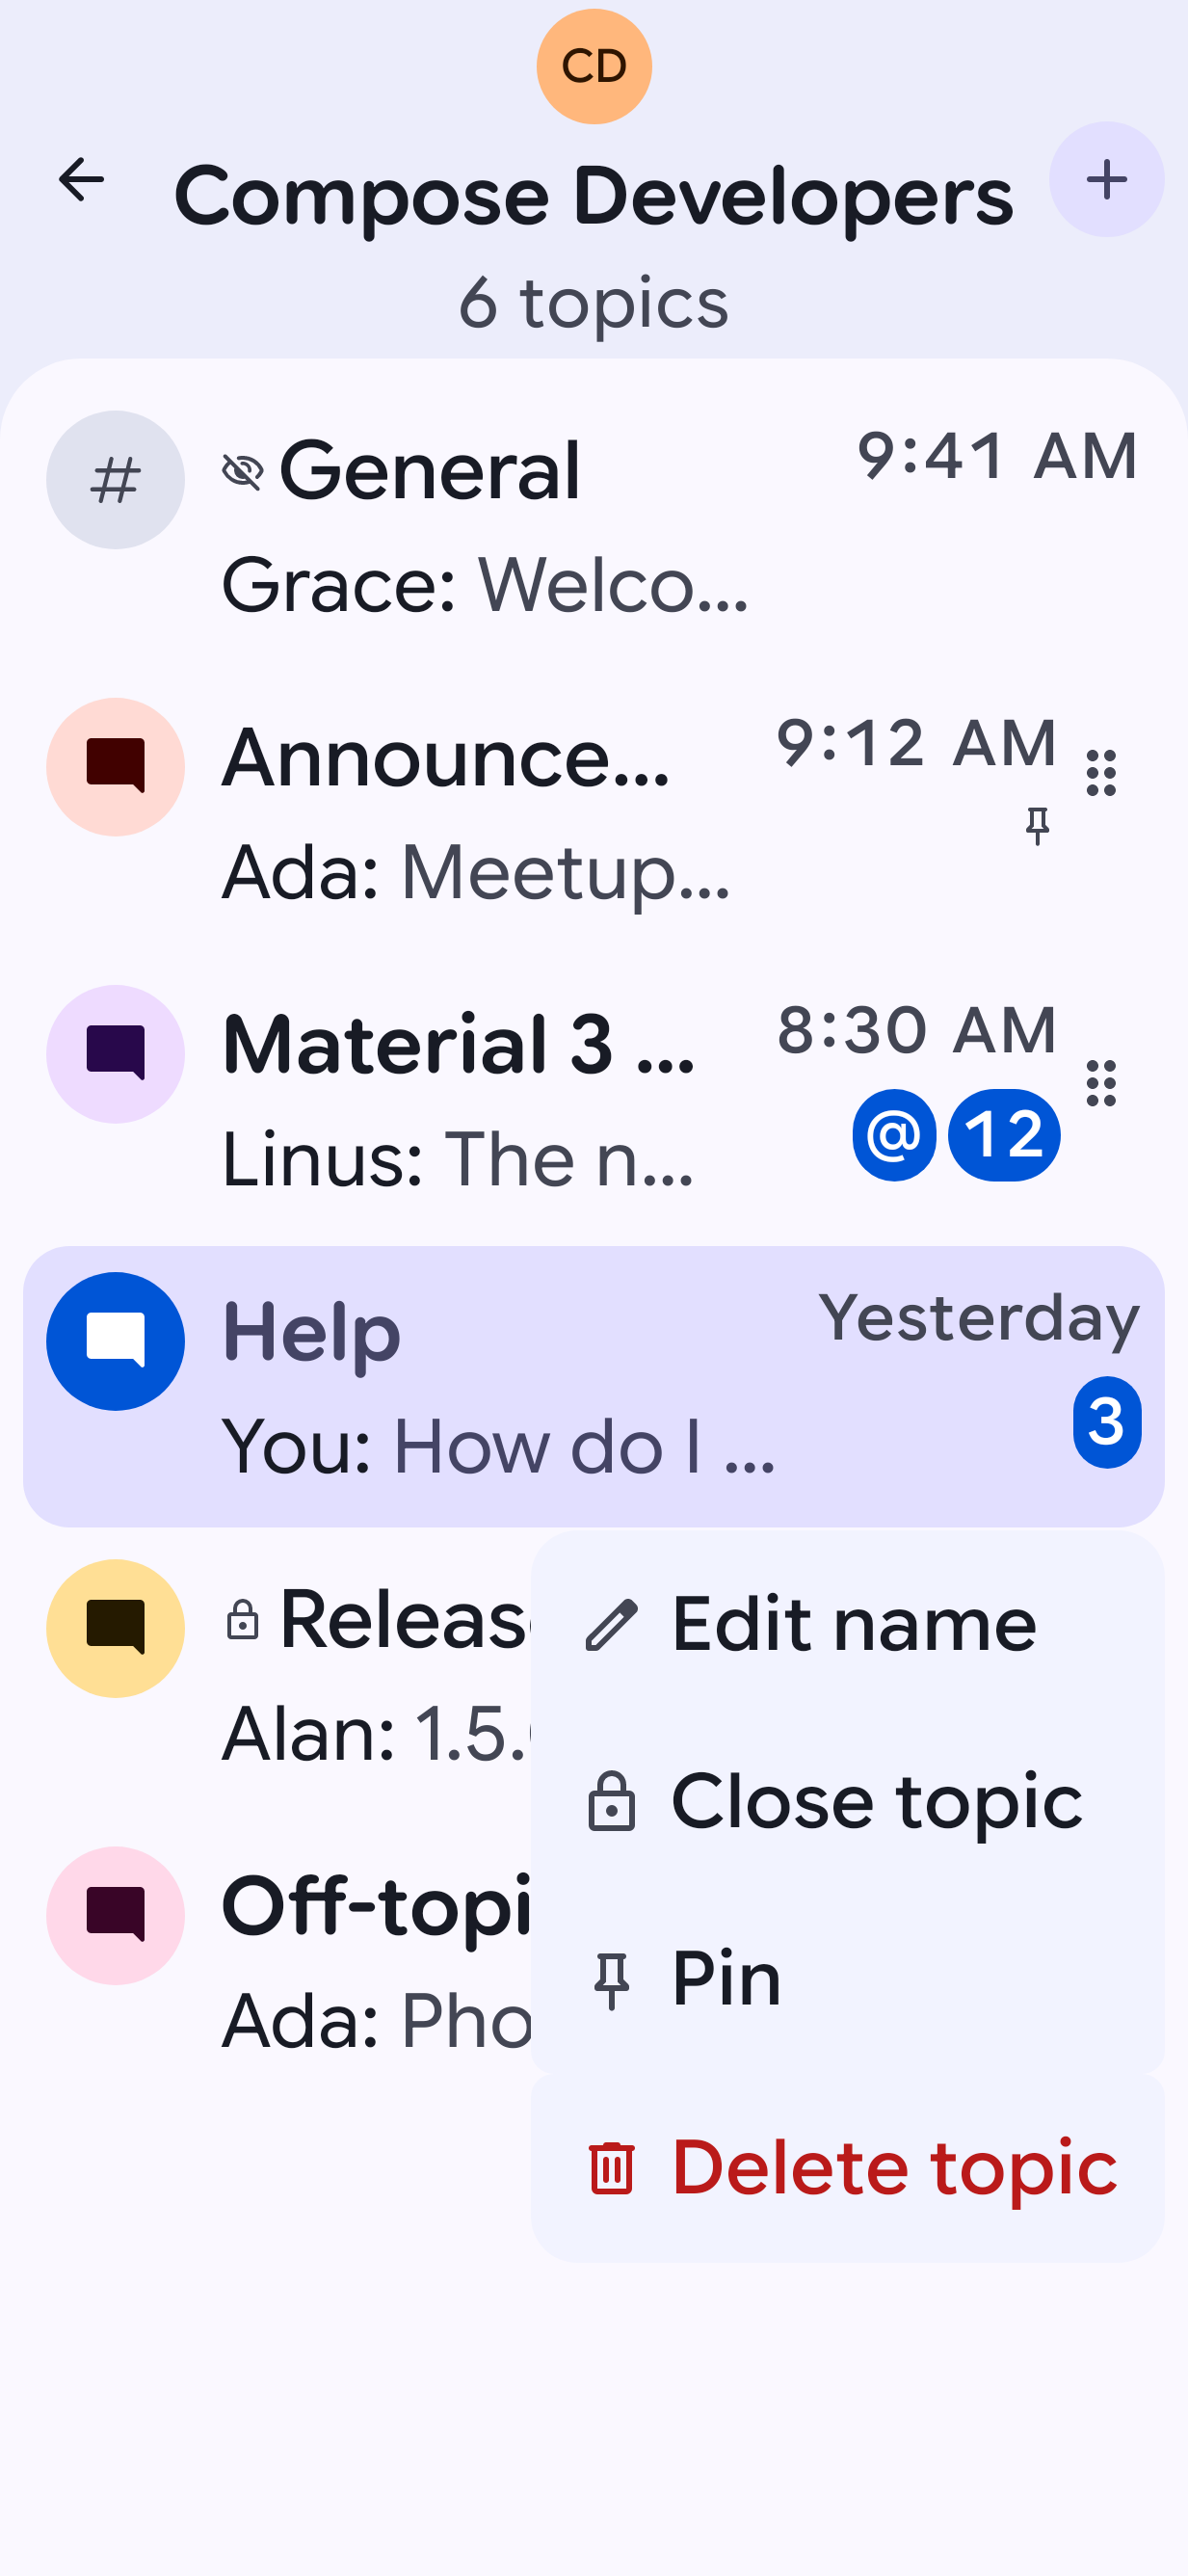 CD
Compose Developers
6 topics
#
General
9:41 AM
Grace: Welco...
Announce...
9:12 AM
Ada: Meetup...
Material 3 ...
8:30 AM
Linus: The n...
@ 12
Help
Yesterday
You: How do I ...
3
Releas
Alan: 1.5.
Off-topi
Ada: Pho
Edit name
Close topic
Pin
Delete topic